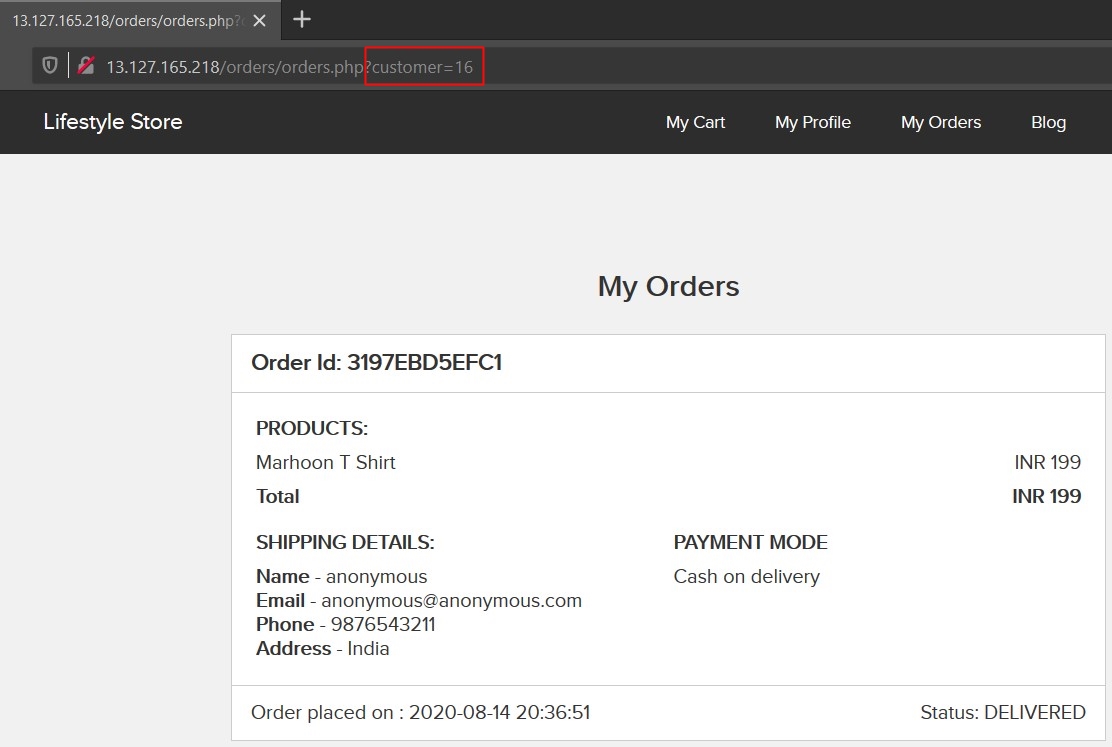 13.127.165.218/orders/orders.php?
13.127.165.218/orders/orders.php?customer=16
Lifestyle Store
My Cart
My Profile
My Orders
Blog
My Orders
Order Id: 3197EBD5EFC1
PRODUCTS:
Marhoon T Shirt INR 199
Total INR 199
SHIPPING DETAILS:
Name - anonymous
Email - anonymous@anonymous.com
Phone - 9876543211
Address - India
PAYMENT MODE
Cash on delivery
Order placed on : 2020-08-14 20:36:51 Status: DELIVERED